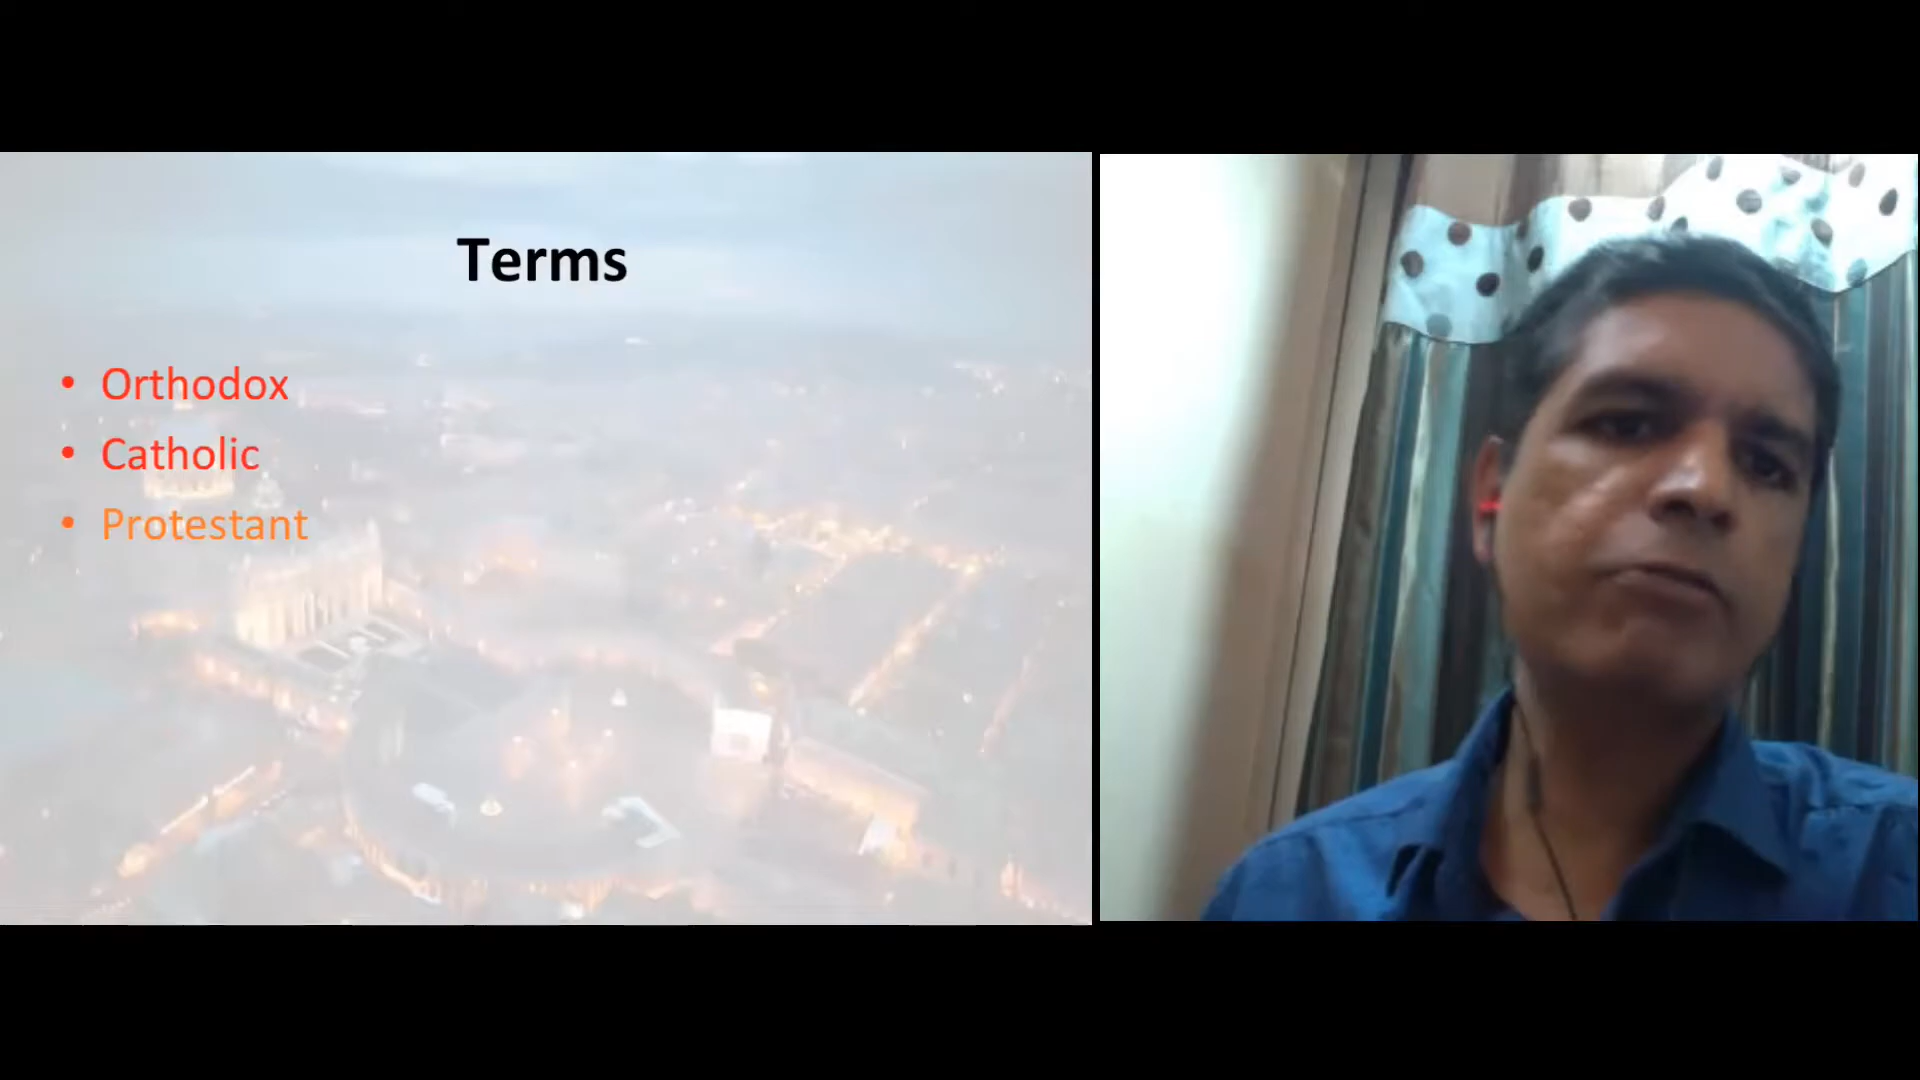 Terms
• Orthodox
• Catholic
• Protestant